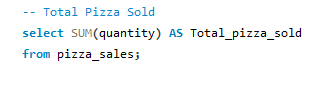 -- Total Pizza Sold
select SUM(quantity) AS Total_pizza_sold
from pizza_sales;